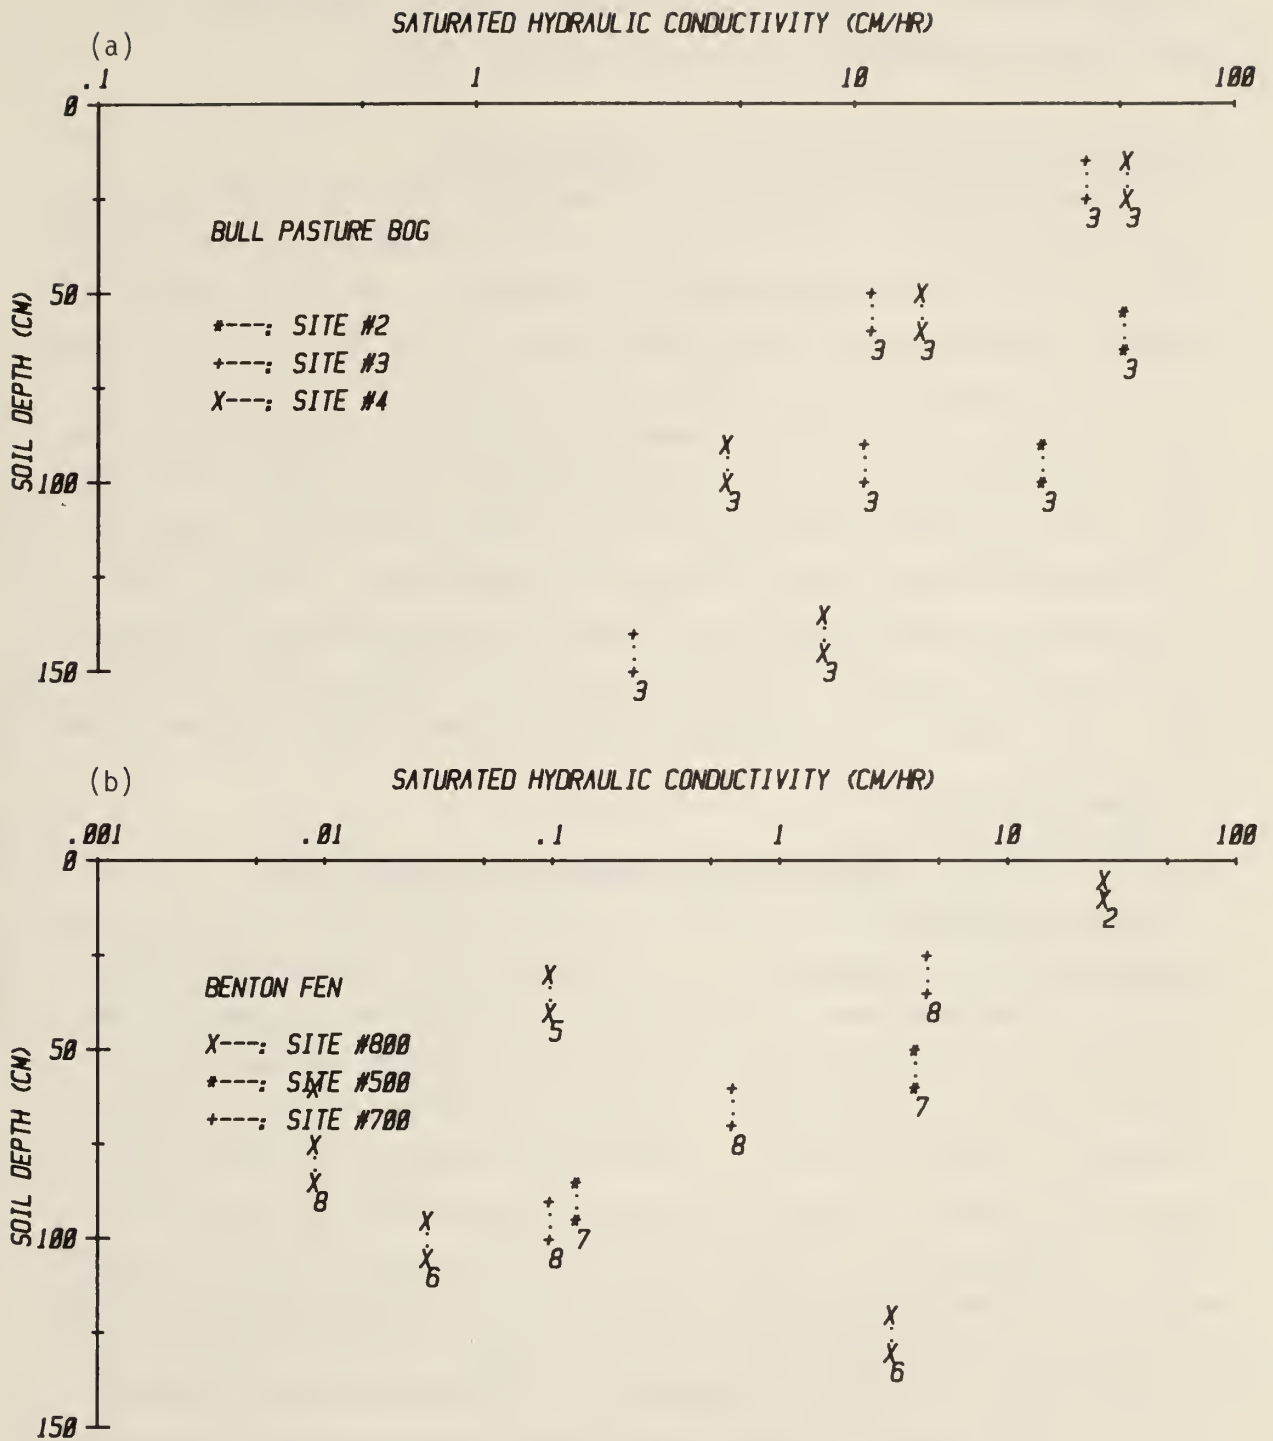 (a)
SATURATED HYDRAULIC CONDUCTIVITY (CM/HR)
.1 1 10 100
0
50
100
150
SOIL DEPTH (CM)
BULL PASTURE BOG
*---: SITE #2
+---: SITE #3
X---: SITE #4
3 3
3 3 3
3 3 3
3 3
(b)
SATURATED HYDRAULIC CONDUCTIVITY (CM/HR)
.001 .01 .1 1 10 100
0
50
100
150
SOIL DEPTH (CM)
BENTON FEN
X---: SITE #800
*---: SITE #500
+---: SITE #700
2
5 8
7
8
8
8 7
6
6